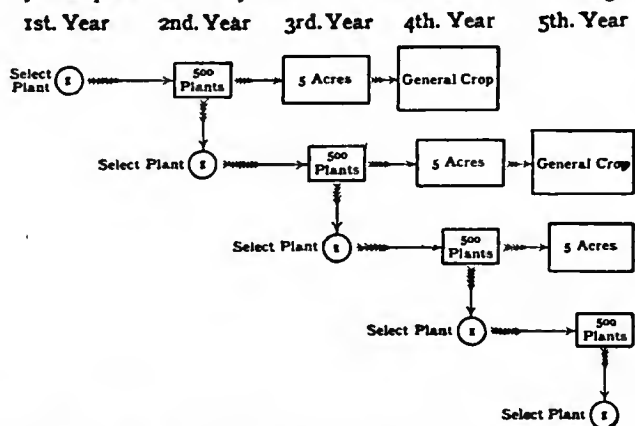 1st. Year 2nd. Year 3rd. Year 4th. Year 5th. Year
Select Plant 1 500 Plants 5 Acres General Crop
Select Plant 1 500 Plants 5 Acres General Crop
Select Plant 1 500 Plants 5 Acres
Select Plant 1 500 Plants
Select Plant 1